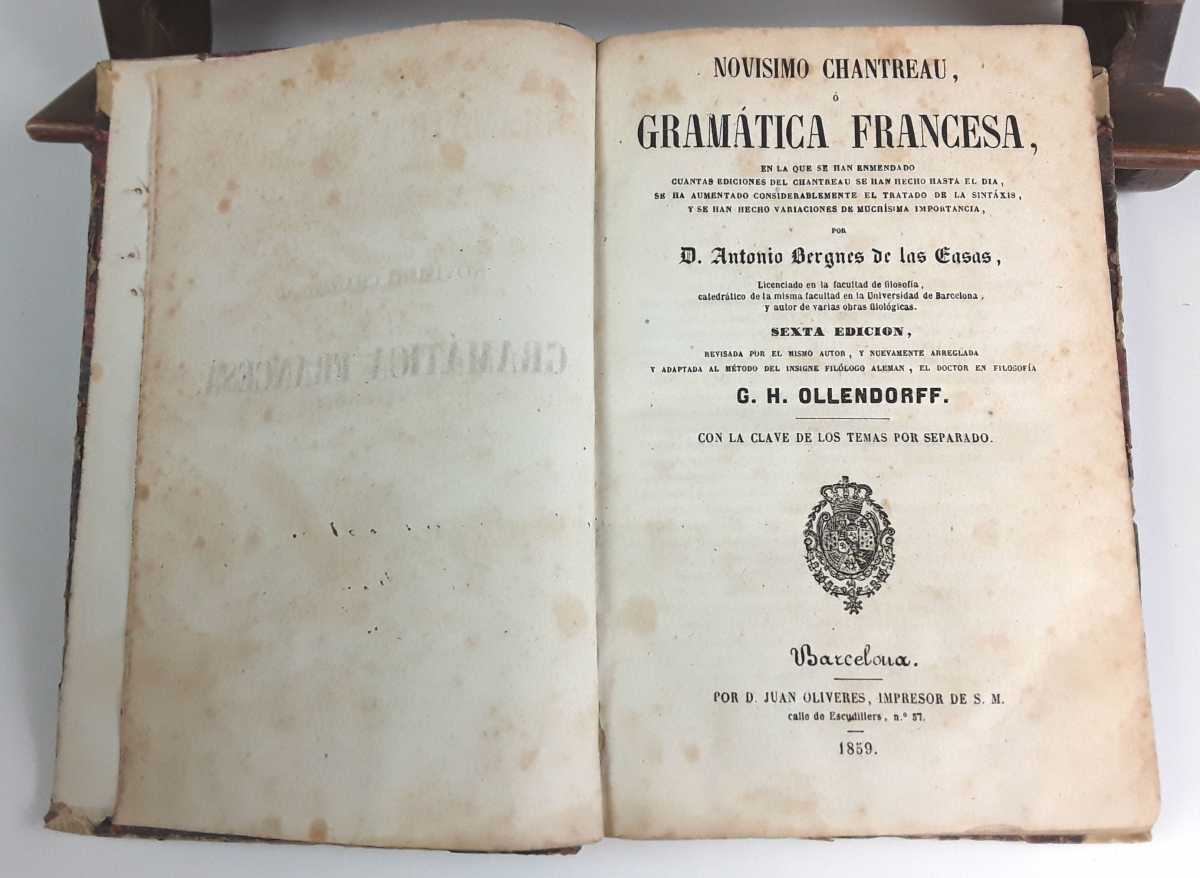 NOVISIMO CHANTREAU,
Ó
GRAMÁTICA FRANCESA,
EN LA QUE SE HAN ENMENDADO
CUANTAS EDICIONES DEL CHANTREAU SE HAN HECHO HASTA EL DIA,
SE HA AUMENTADO CONSIDERABLEMENTE EL TRATADO DE LA SINTÁXIS,
Y SE HAN HECHO VARIACIONES DE MUCHÍSIMA IMPORTANCIA,
POR
D. Antonio Bergnes de las Casas,
Licenciado en la facultad de filosofía,
catedrático de la misma facultad en la Universidad de Barcelona,
y autor de varias obras filológicas.
SEXTA EDICION,
REVISADA POR EL MISMO AUTOR, Y NUEVAMENTE ARREGLADA
Y ADAPTADA AL MÉTODO DEL INSIGNE FILÓLOGO ALEMAN, EL DOCTOR EN FILOSOFÍA
G. H. OLLENDORFF.
CON LA CLAVE DE LOS TEMAS POR SEPARADO.
Barcelona.
POR D. JUAN OLIVERES, IMPRESOR DE S. M.
calle de Escudillers, n.º 57.
1859.